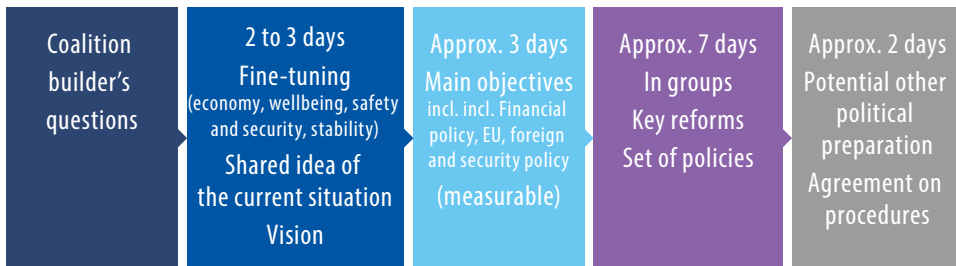 Coalition
builder's
questions
2 to 3 days
Fine-tuning
(economy, wellbeing, safety
and security, stability)
Shared idea of
the current situation
Vision
Approx. 3 days
Main objectives
incl. incl. Financial
policy, EU, foreign
and security policy
(measurable)
Approx. 7 days
In groups
Key reforms
Set of policies
Approx. 2 days
Potential other
political
preparation
Agreement on
procedures